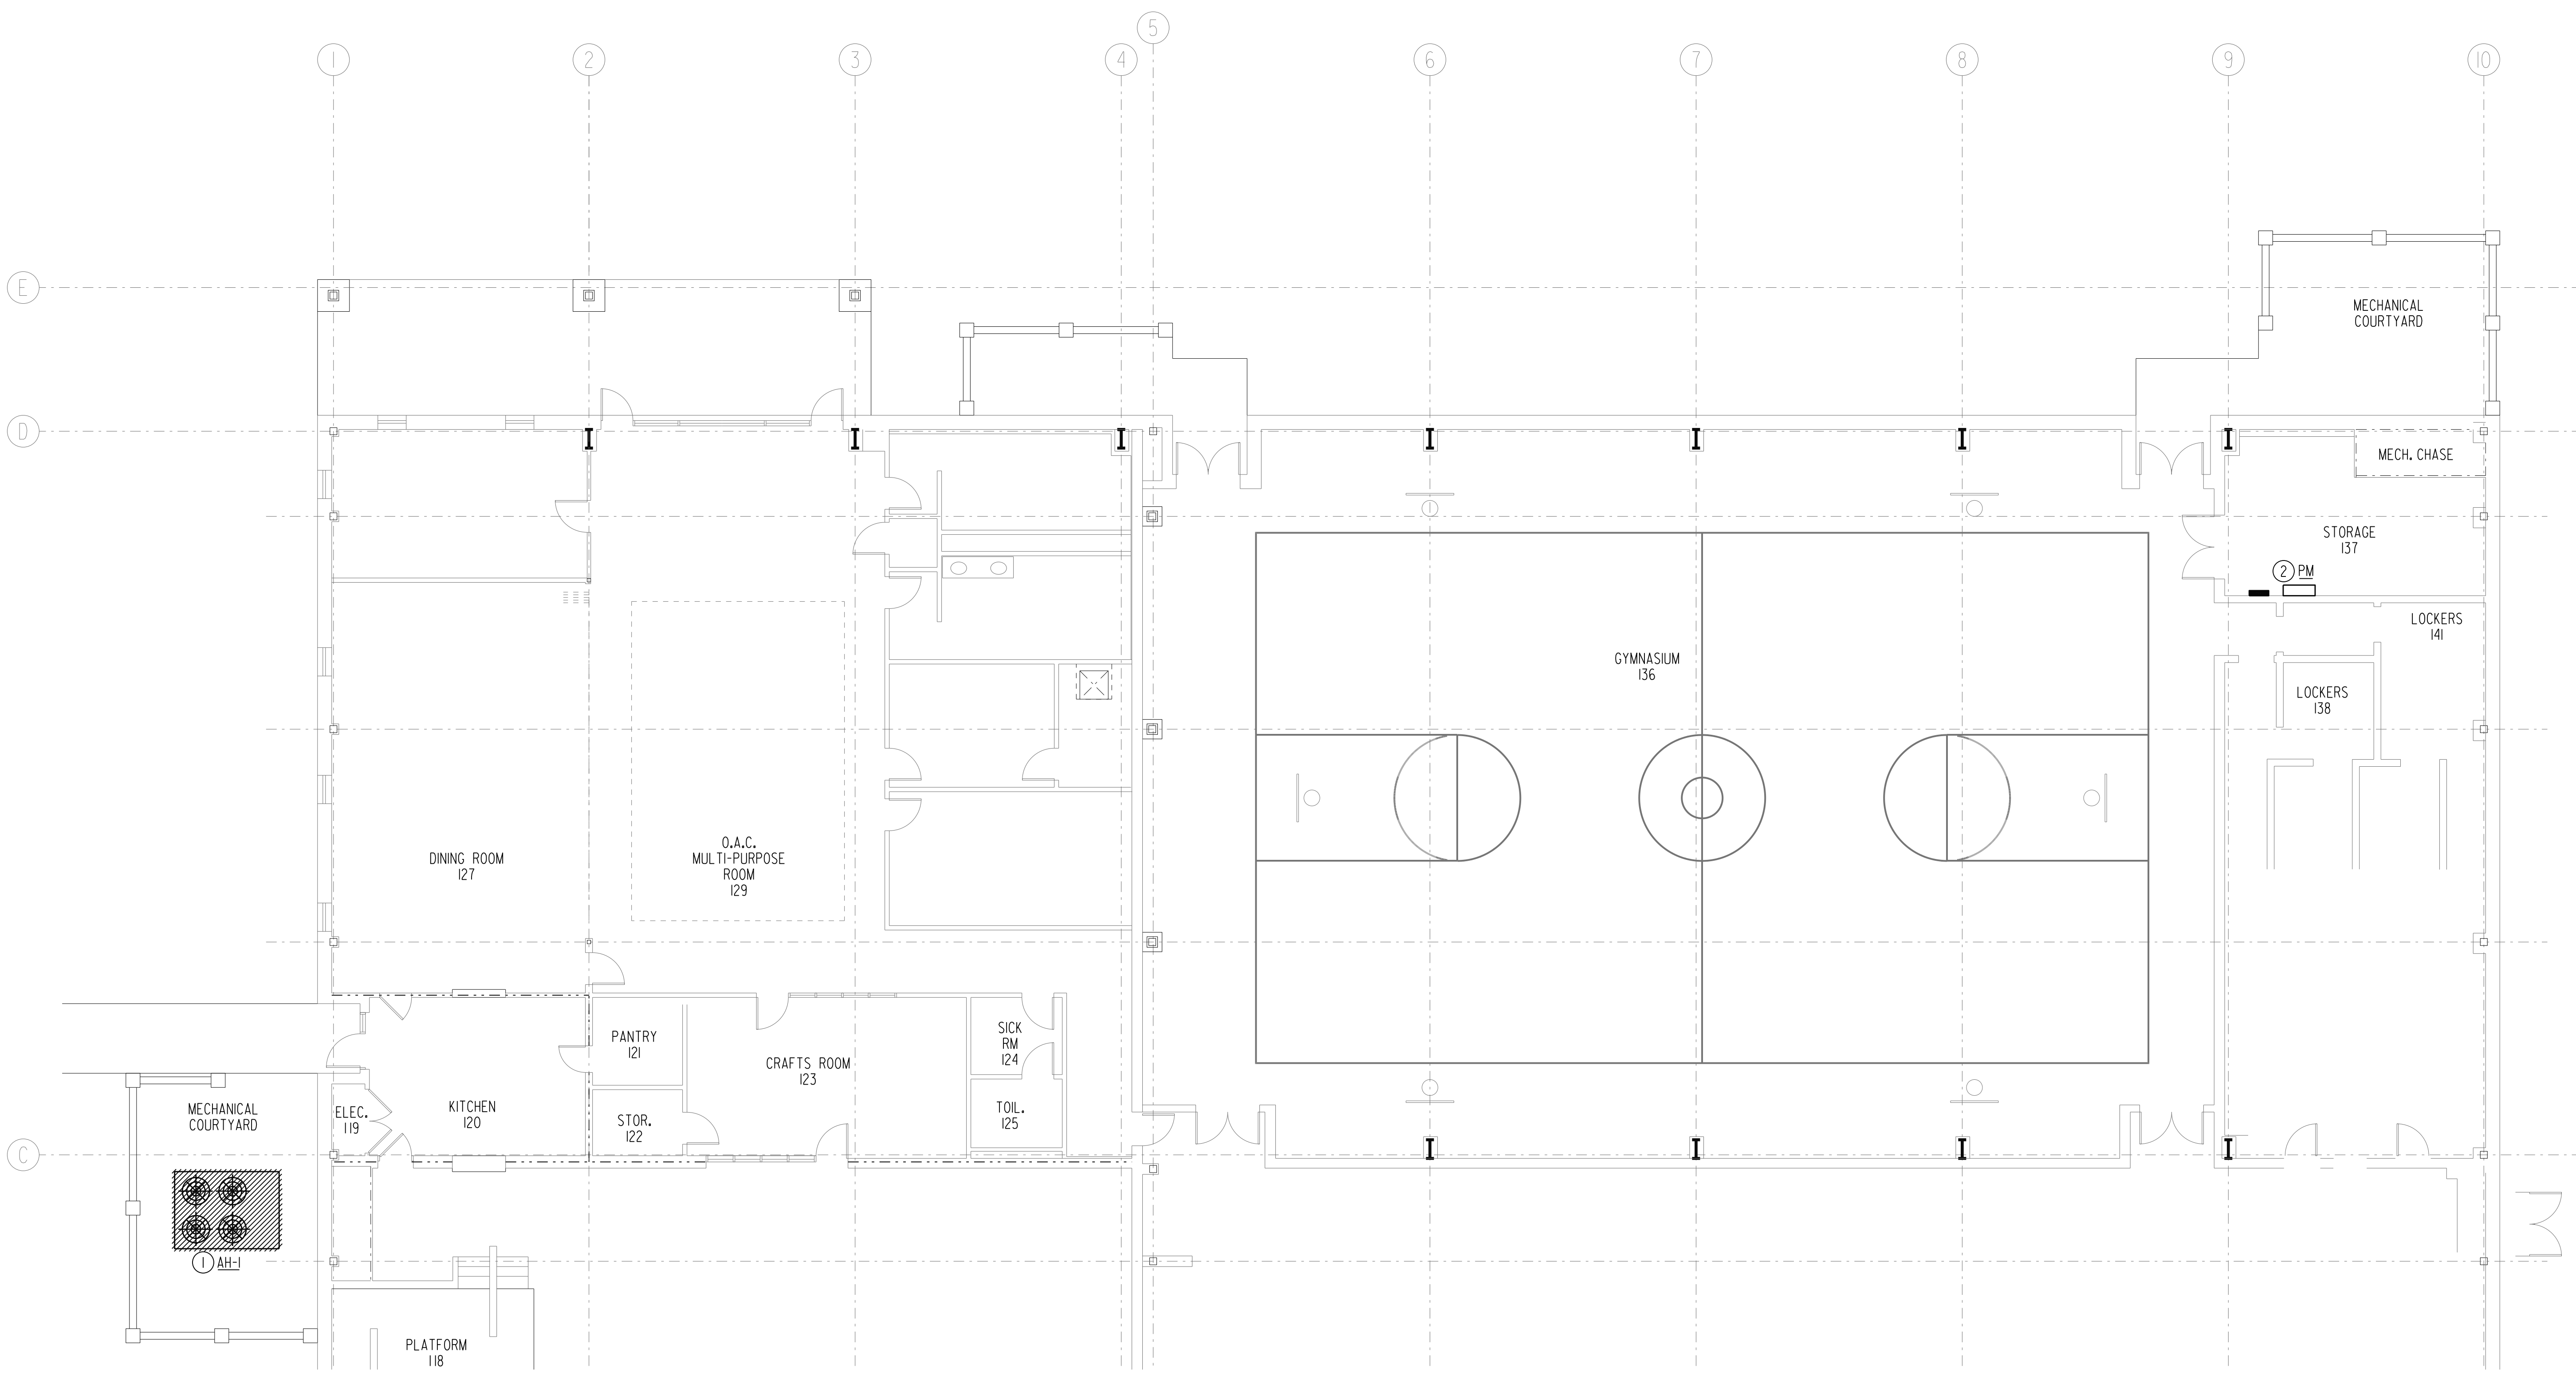 5
1
2
3
4
6
7
8
9
10
E
MECHANICAL
COURTYARD
D
MECH. CHASE
STORAGE
137
2 PM
LOCKERS
141
GYMNASIUM
136
LOCKERS
138
O.A.C.
MULTI-PURPOSE
ROOM
129
DINING ROOM
127
SICK
RM
124
PANTRY
121
CRAFTS ROOM
123
MECHANICAL
COURTYARD
ELEC.
119
KITCHEN
120
STOR.
122
TOIL.
125
C
1 AH-1
PLATFORM
118